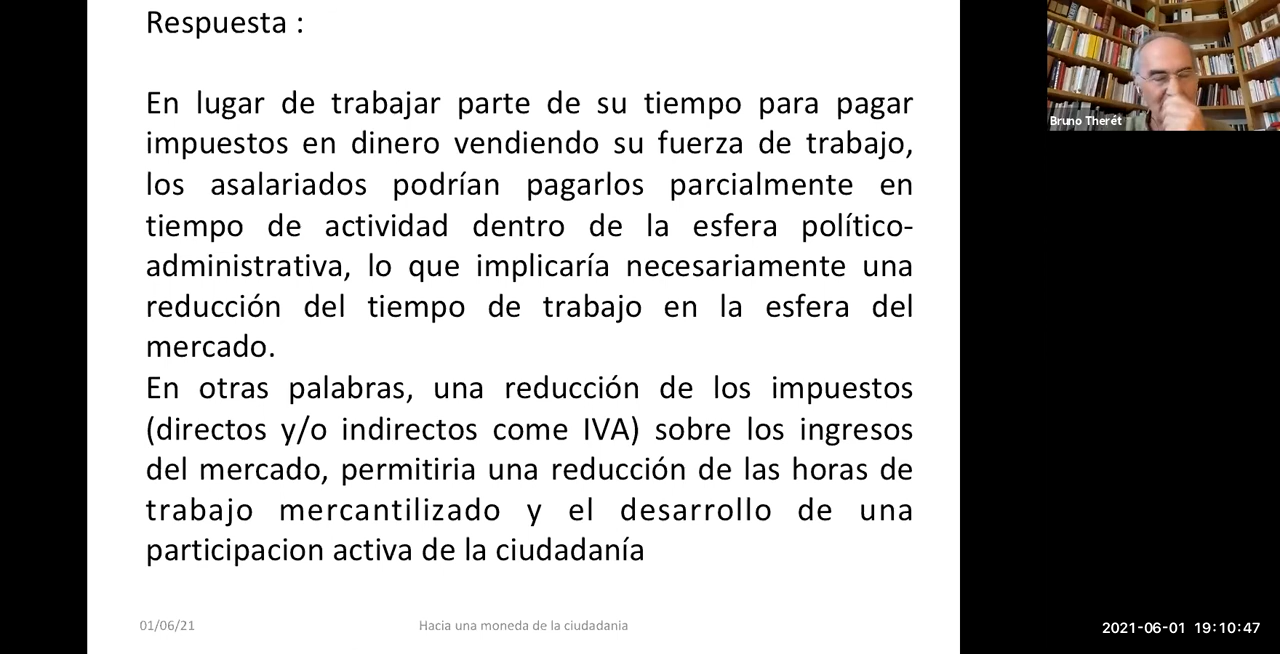 Respuesta :
En lugar de trabajar parte de su tiempo para pagar
impuestos en dinero vendiendo su fuerza de trabajo,
los asalariados podrían pagarlos parcialmente en
tiempo de actividad dentro de la esfera político-
administrativa, lo que implicaría necesariamente una
reducción del tiempo de trabajo en la esfera del
mercado.
En otras palabras, una reducción de los impuestos
(directos y/o indirectos come IVA) sobre los ingresos
del mercado, permitiria una reducción de las horas de
trabajo mercantilizado y el desarrollo de una
participacion activa de la ciudadanía
01/06/21
Hacia una moneda de la ciudadania
Bruno Therét
2021-06-01 19:10:47